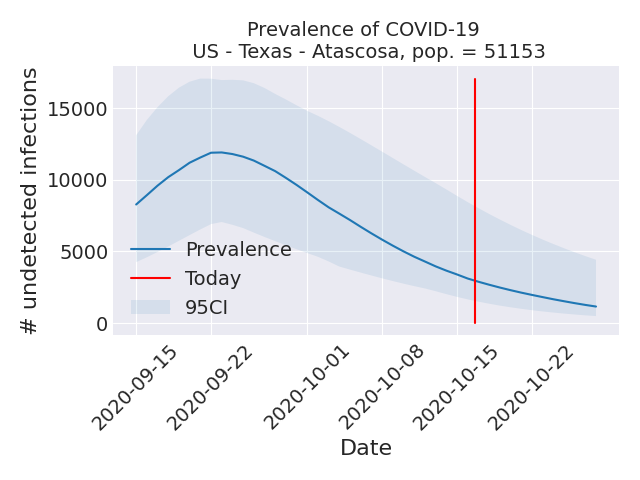 Prevalence of COVID-19
US - Texas - Atascosa, pop. = 51153
# undetected infections
15000
10000
5000
0
Prevalence
Today
95CI
2020-09-15
2020-09-22
2020-10-01
2020-10-08
2020-10-15
2020-10-22
Date